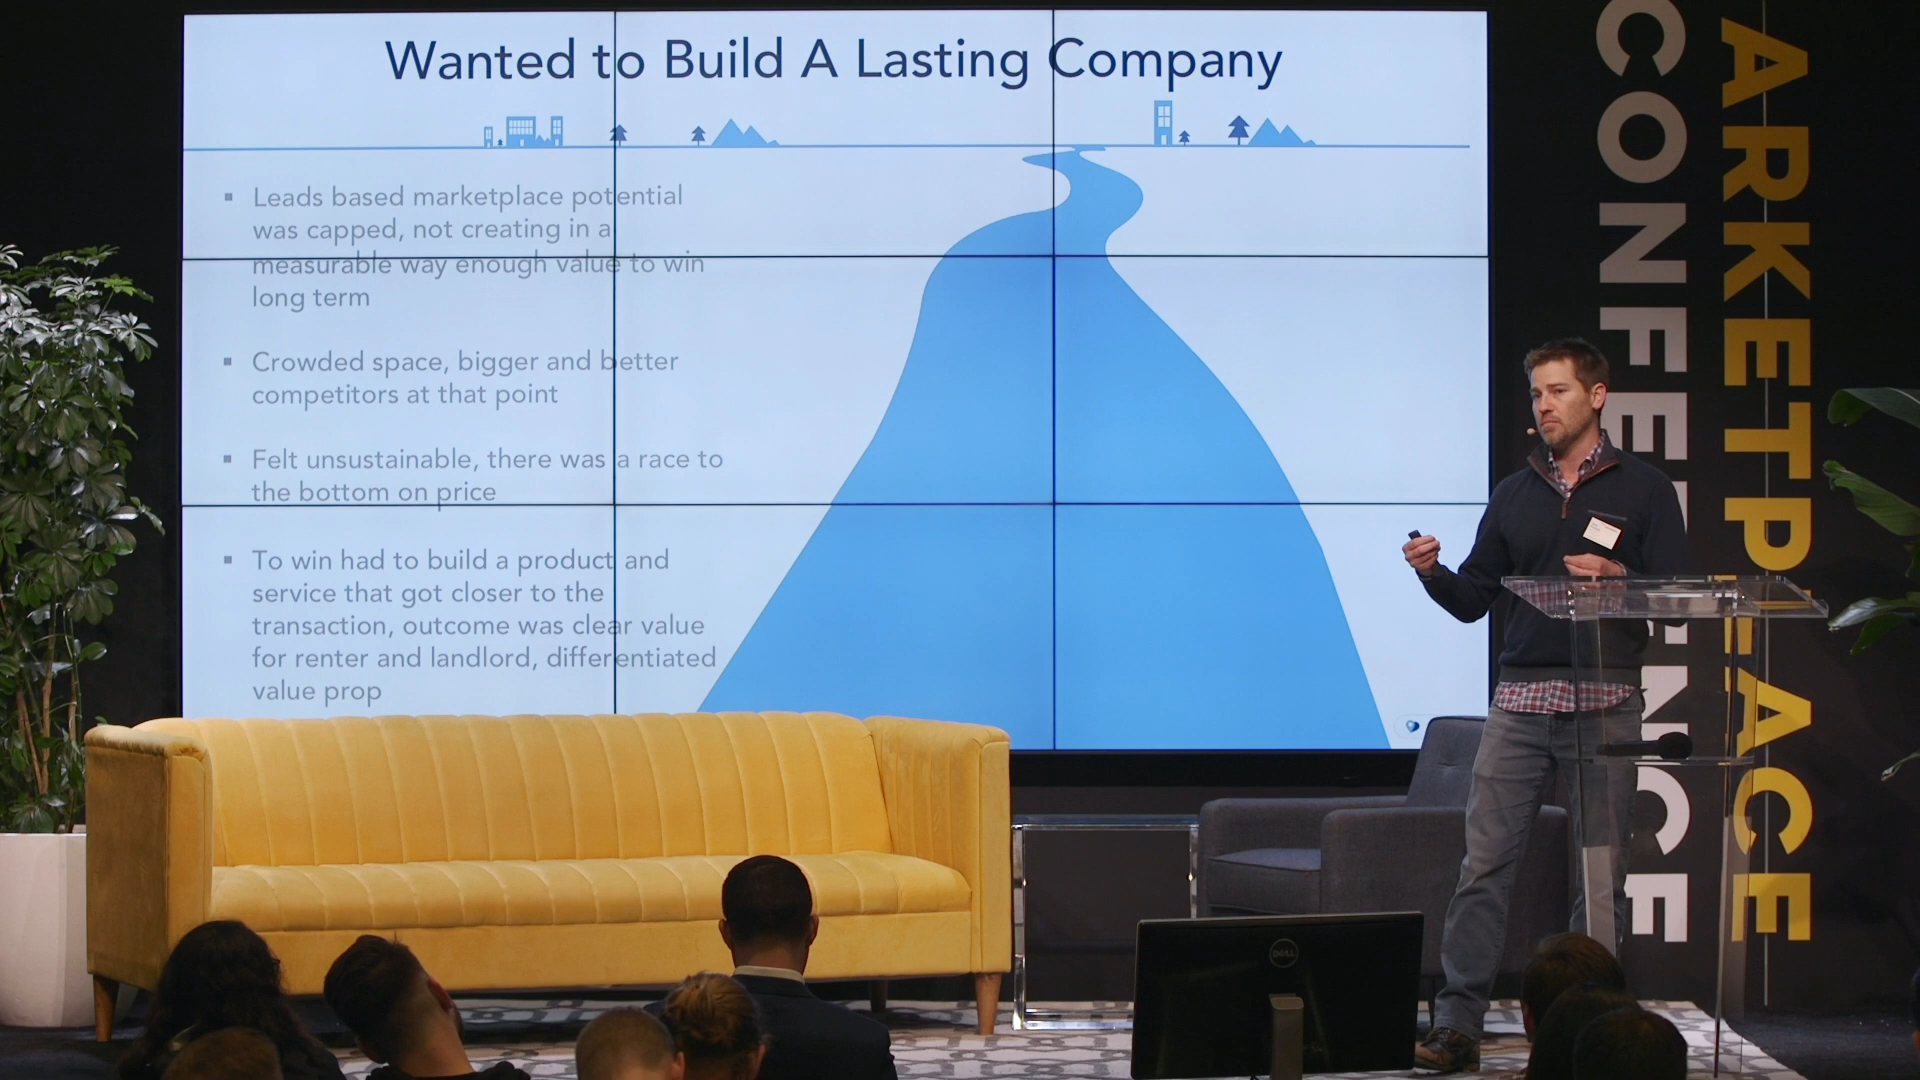 Wanted to Build A Lasting Company
Leads based marketplace potential
was capped, not creating in a
measurable way enough value to win
long term
Crowded space, bigger and better
competitors at that point
Felt unsustainable, there was a race to
the bottom on price
To win had to build a product and
service that got closer to the
transaction, outcome was clear value
for renter and landlord, differentiated
value prop
ARKETPLACE
CONFERENCE
DELL